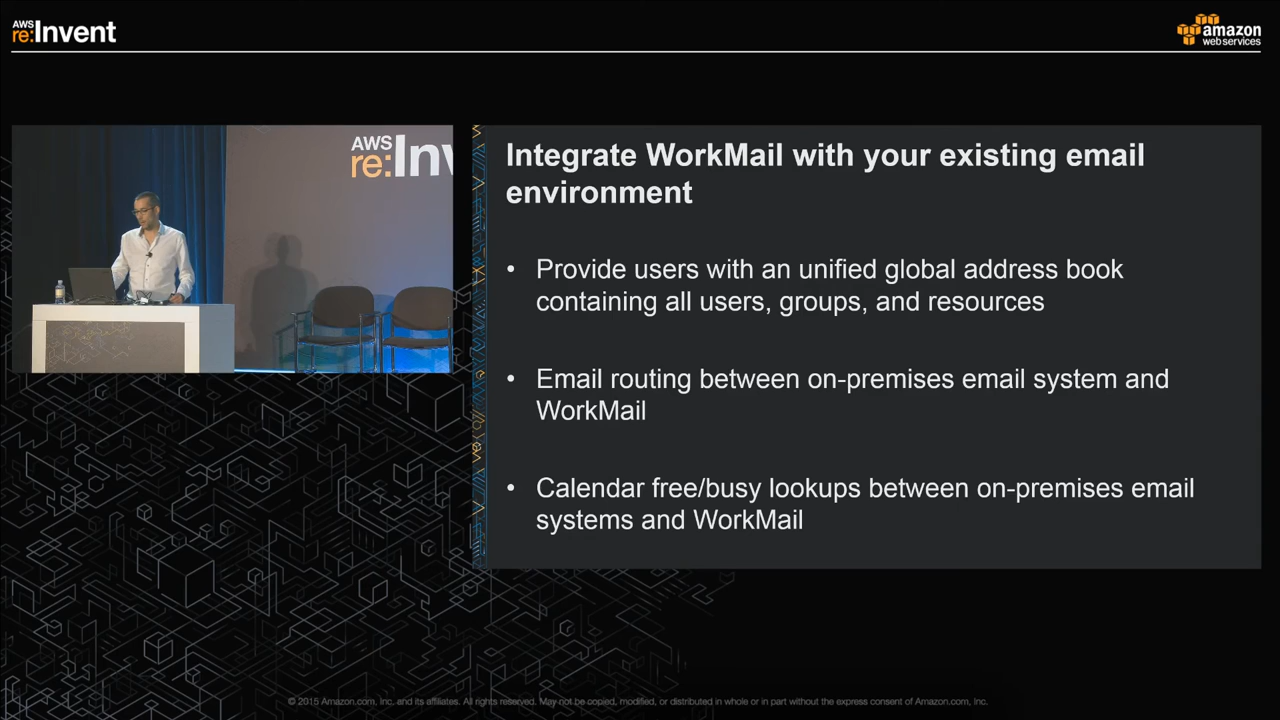 AWS
re:Invent
amazon
web services
AWS
re:Inv
Integrate WorkMail with your existing email
environment
• Provide users with an unified global address book
containing all users, groups, and resources
• Email routing between on-premises email system and
WorkMail
• Calendar free/busy lookups between on-premises email
systems and WorkMail
© 2015 Amazon.com, Inc. and its affiliates. All rights reserved. May not be copied, modified, or distributed in whole or in part without the express consent of Amazon.com, Inc.